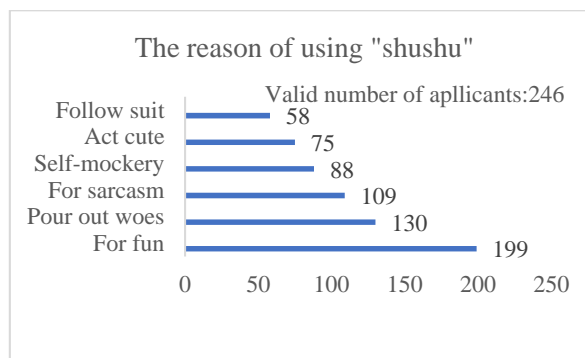 The reason of using "shushu"
Valid number of apllicants:246
Follow suit 58
Act cute 75
Self-mockery 88
For sarcasm 109
Pour out woes 130
For fun 199
0 50 100 150 200 250